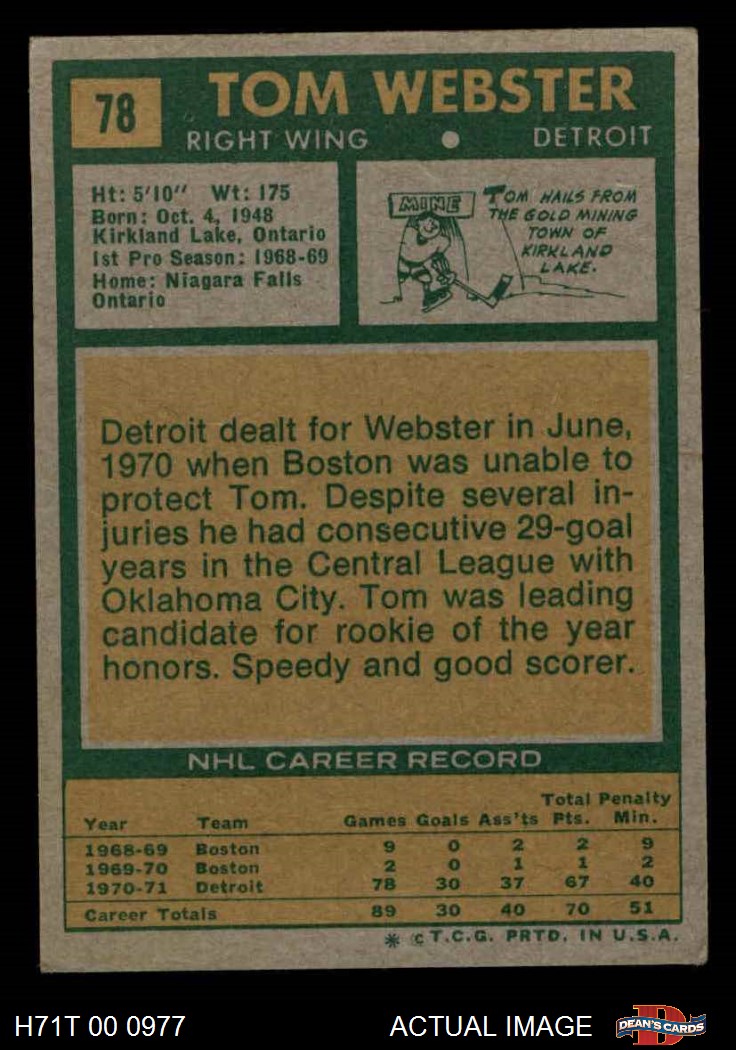 78
TOM WEBSTER
RIGHT WING • DETROIT
Ht: 5'10" Wt: 175
Born: Oct. 4, 1948
Kirkland Lake, Ontario
1st Pro Season: 1968-69
Home: Niagara Falls
Ontario
MINE
TOM HAILS FROM
THE GOLD MINING
TOWN OF
KIRKLAND
LAKE.
Detroit dealt for Webster in June,
1970 when Boston was unable to
protect Tom. Despite several in-
juries he had consecutive 29-goal
years in the Central League with
Oklahoma City. Tom was leading
candidate for rookie of the year
honors. Speedy and good scorer.
NHL CAREER RECORD
Total Penalty
Year Team Games Goals Ass'ts Pts. Min.
1968-69 Boston 9 0 2 2 9
1969-70 Boston 2 0 1 1 2
1970-71 Detroit 78 30 37 67 40
Career Totals 89 30 40 70 51
* © T.C.G. PRTD. IN U.S.A.
H71T 00 0977 ACTUAL IMAGE
D
DEAN'S CARDS